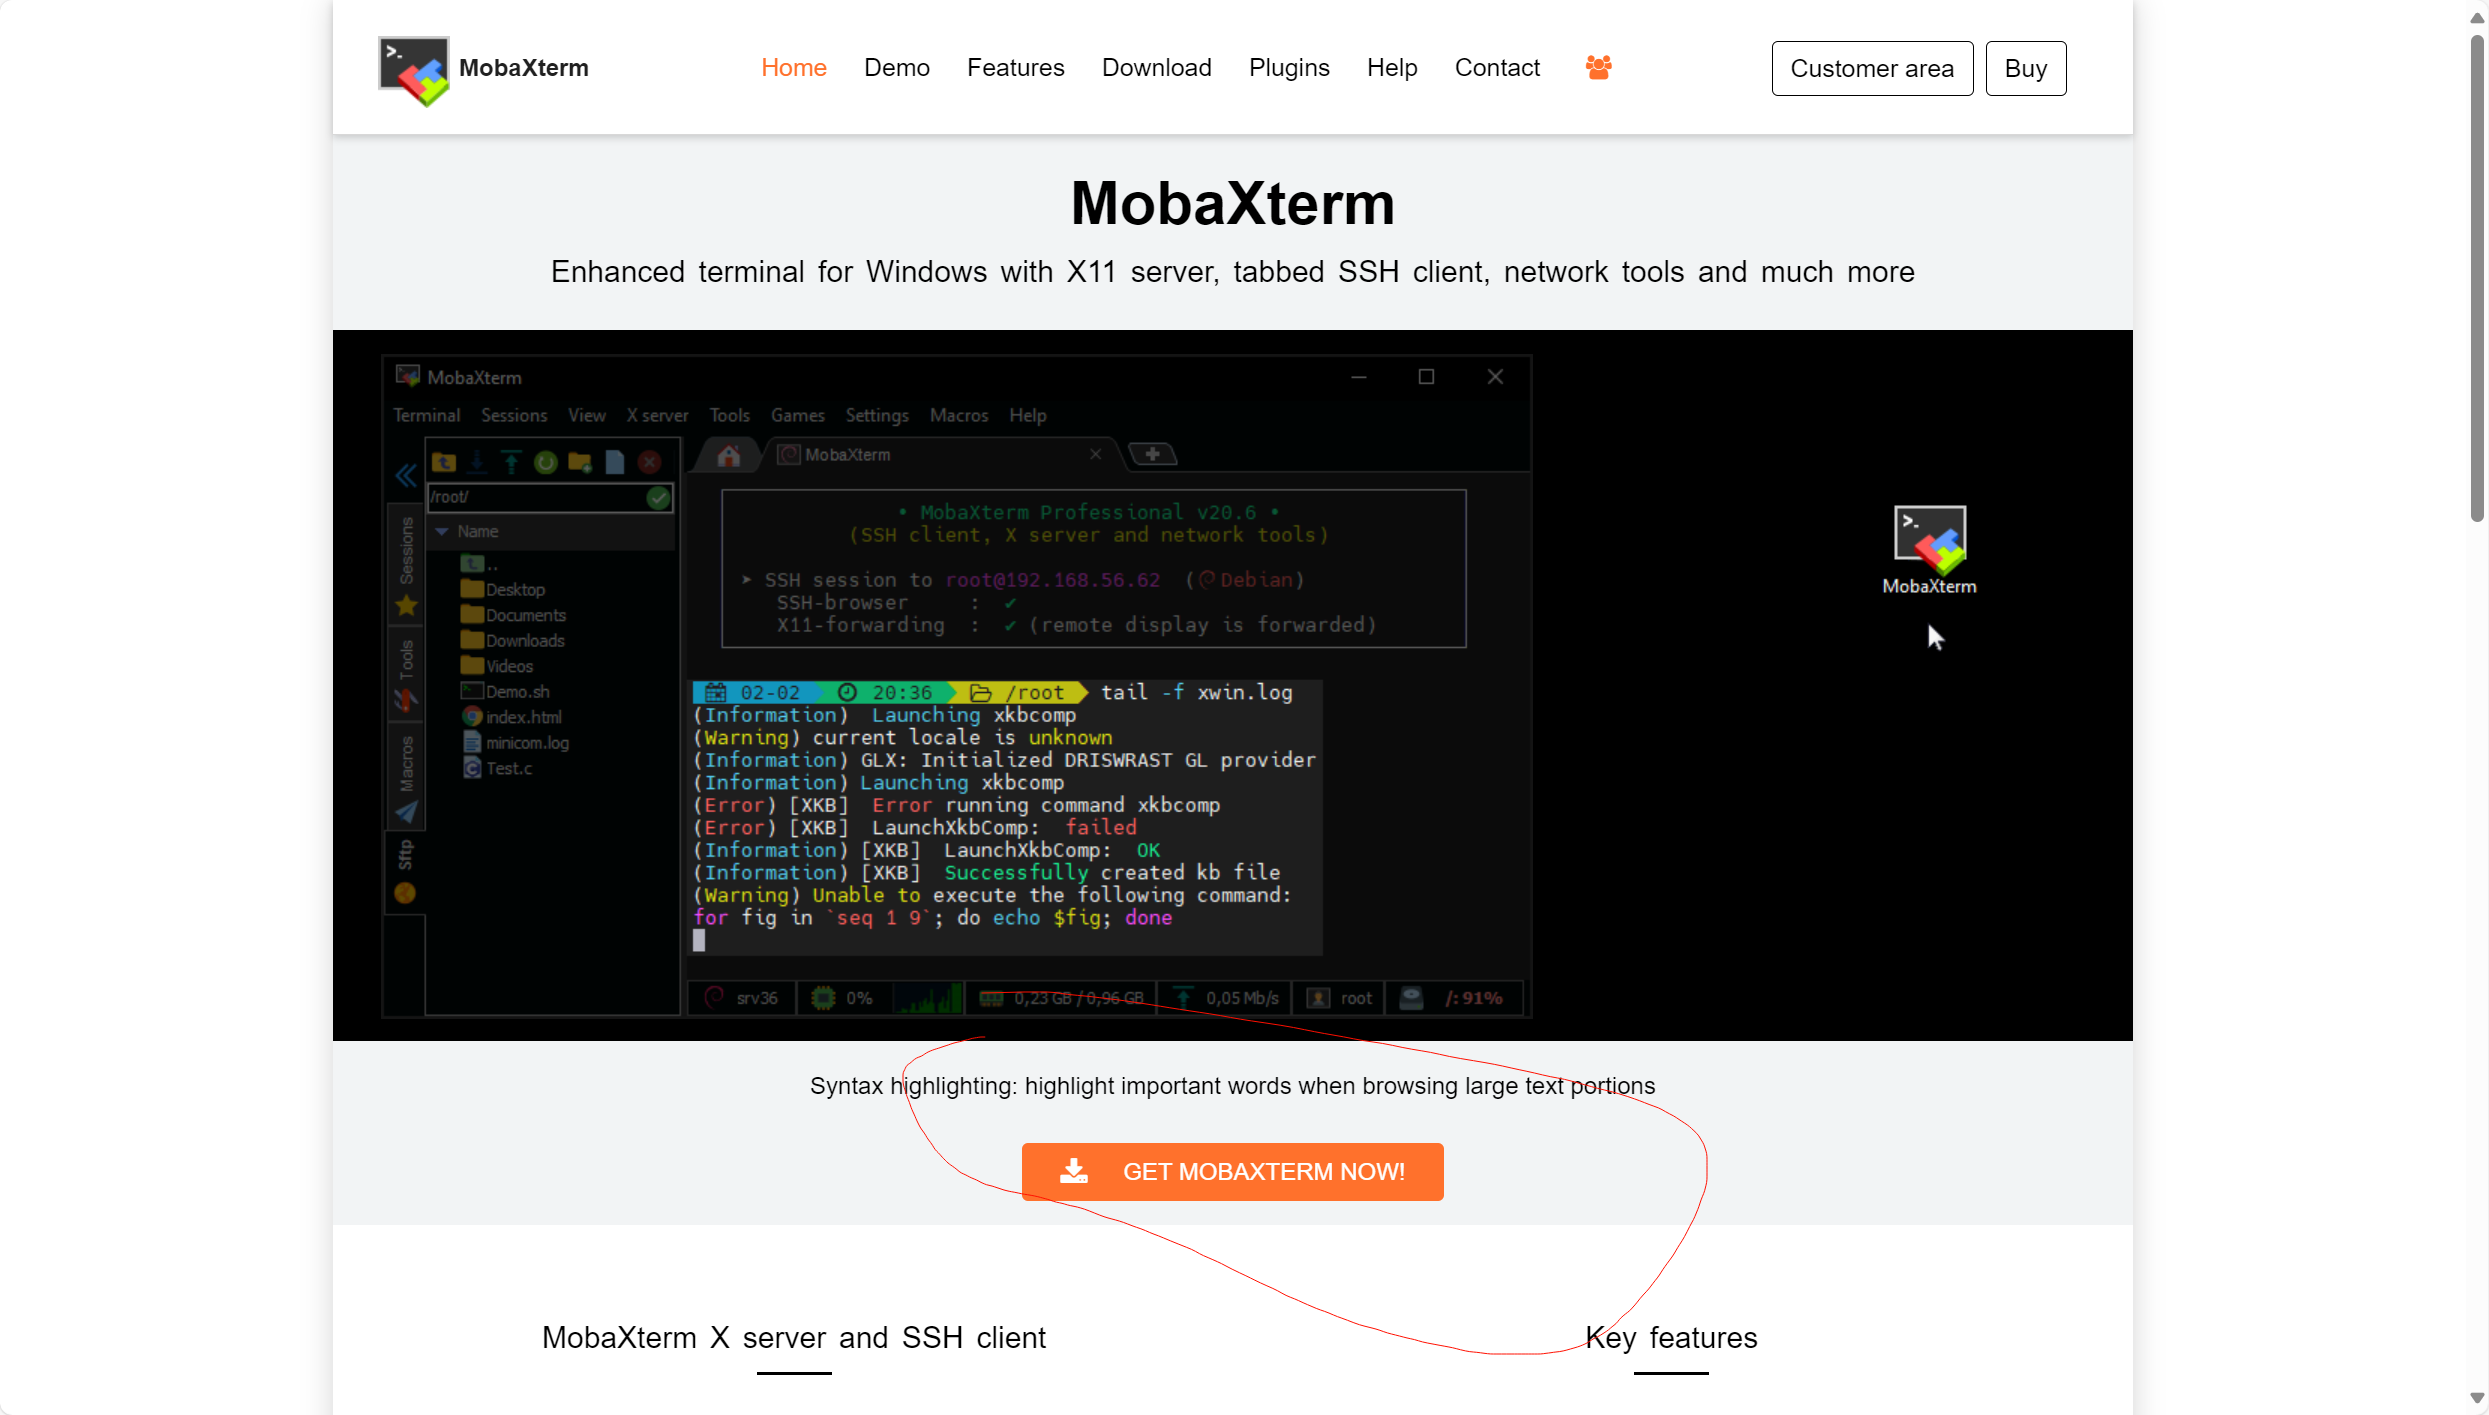 MobaXterm
Home Demo Features Download Plugins Help Contact
Customer area Buy
MobaXterm
Enhanced terminal for Windows with X11 server, tabbed SSH client, network tools and much more
MobaXterm
Terminal Sessions View X server Tools Games Settings Macros Help
MobaXterm
/root/
Name
..
Desktop
Documents
Downloads
Videos
Demo.sh
index.html
minicom.log
Test.c
Sessions
Tools
Macros
Sftp
• MobaXterm Professional v20.6 •
(SSH client, X server and network tools)
➤ SSH session to root@192.168.56.62 (Debian)
SSH-browser : ✔
X11-forwarding : ✔ (remote display is forwarded)
02-02 20:36 /root tail -f xwin.log
(Information) Launching xkbcomp
(Warning) current locale is unknown
(Information) GLX: Initialized DRISWRAST GL provider
(Information) Launching xkbcomp
(Error) [XKB] Error running command xkbcomp
(Error) [XKB] LaunchXkbComp: failed
(Information) [XKB] LaunchXkbComp: OK
(Information) [XKB] Successfully created kb file
(Warning) Unable to execute the following command:
for fig in `seq 1 9`; do echo $fig; done
srv36 0% 0,23 GB / 0,96 GB 0,05 Mb/s root /: 91%
MobaXterm
Syntax highlighting: highlight important words when browsing large text portions
GET MOBAXTERM NOW!
MobaXterm X server and SSH client
Key features